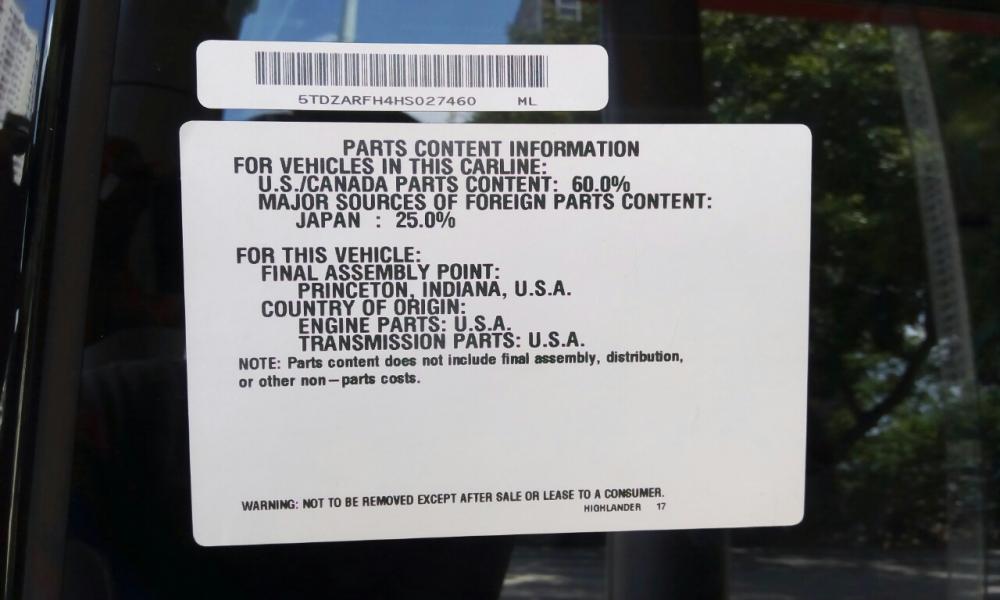 5TDZARFH4HS027460 ML
PARTS CONTENT INFORMATION
FOR VEHICLES IN THIS CARLINE:
U.S./CANADA PARTS CONTENT: 60.0%
MAJOR SOURCES OF FOREIGN PARTS CONTENT:
JAPAN : 25.0%
FOR THIS VEHICLE:
FINAL ASSEMBLY POINT:
PRINCETON, INDIANA, U.S.A.
COUNTRY OF ORIGIN:
ENGINE PARTS: U.S.A.
TRANSMISSION PARTS: U.S.A.
NOTE: Parts content does not include final assembly, distribution,
or other non-parts costs.
WARNING: NOT TO BE REMOVED EXCEPT AFTER SALE OR LEASE TO A CONSUMER.
HIGHLANDER 17